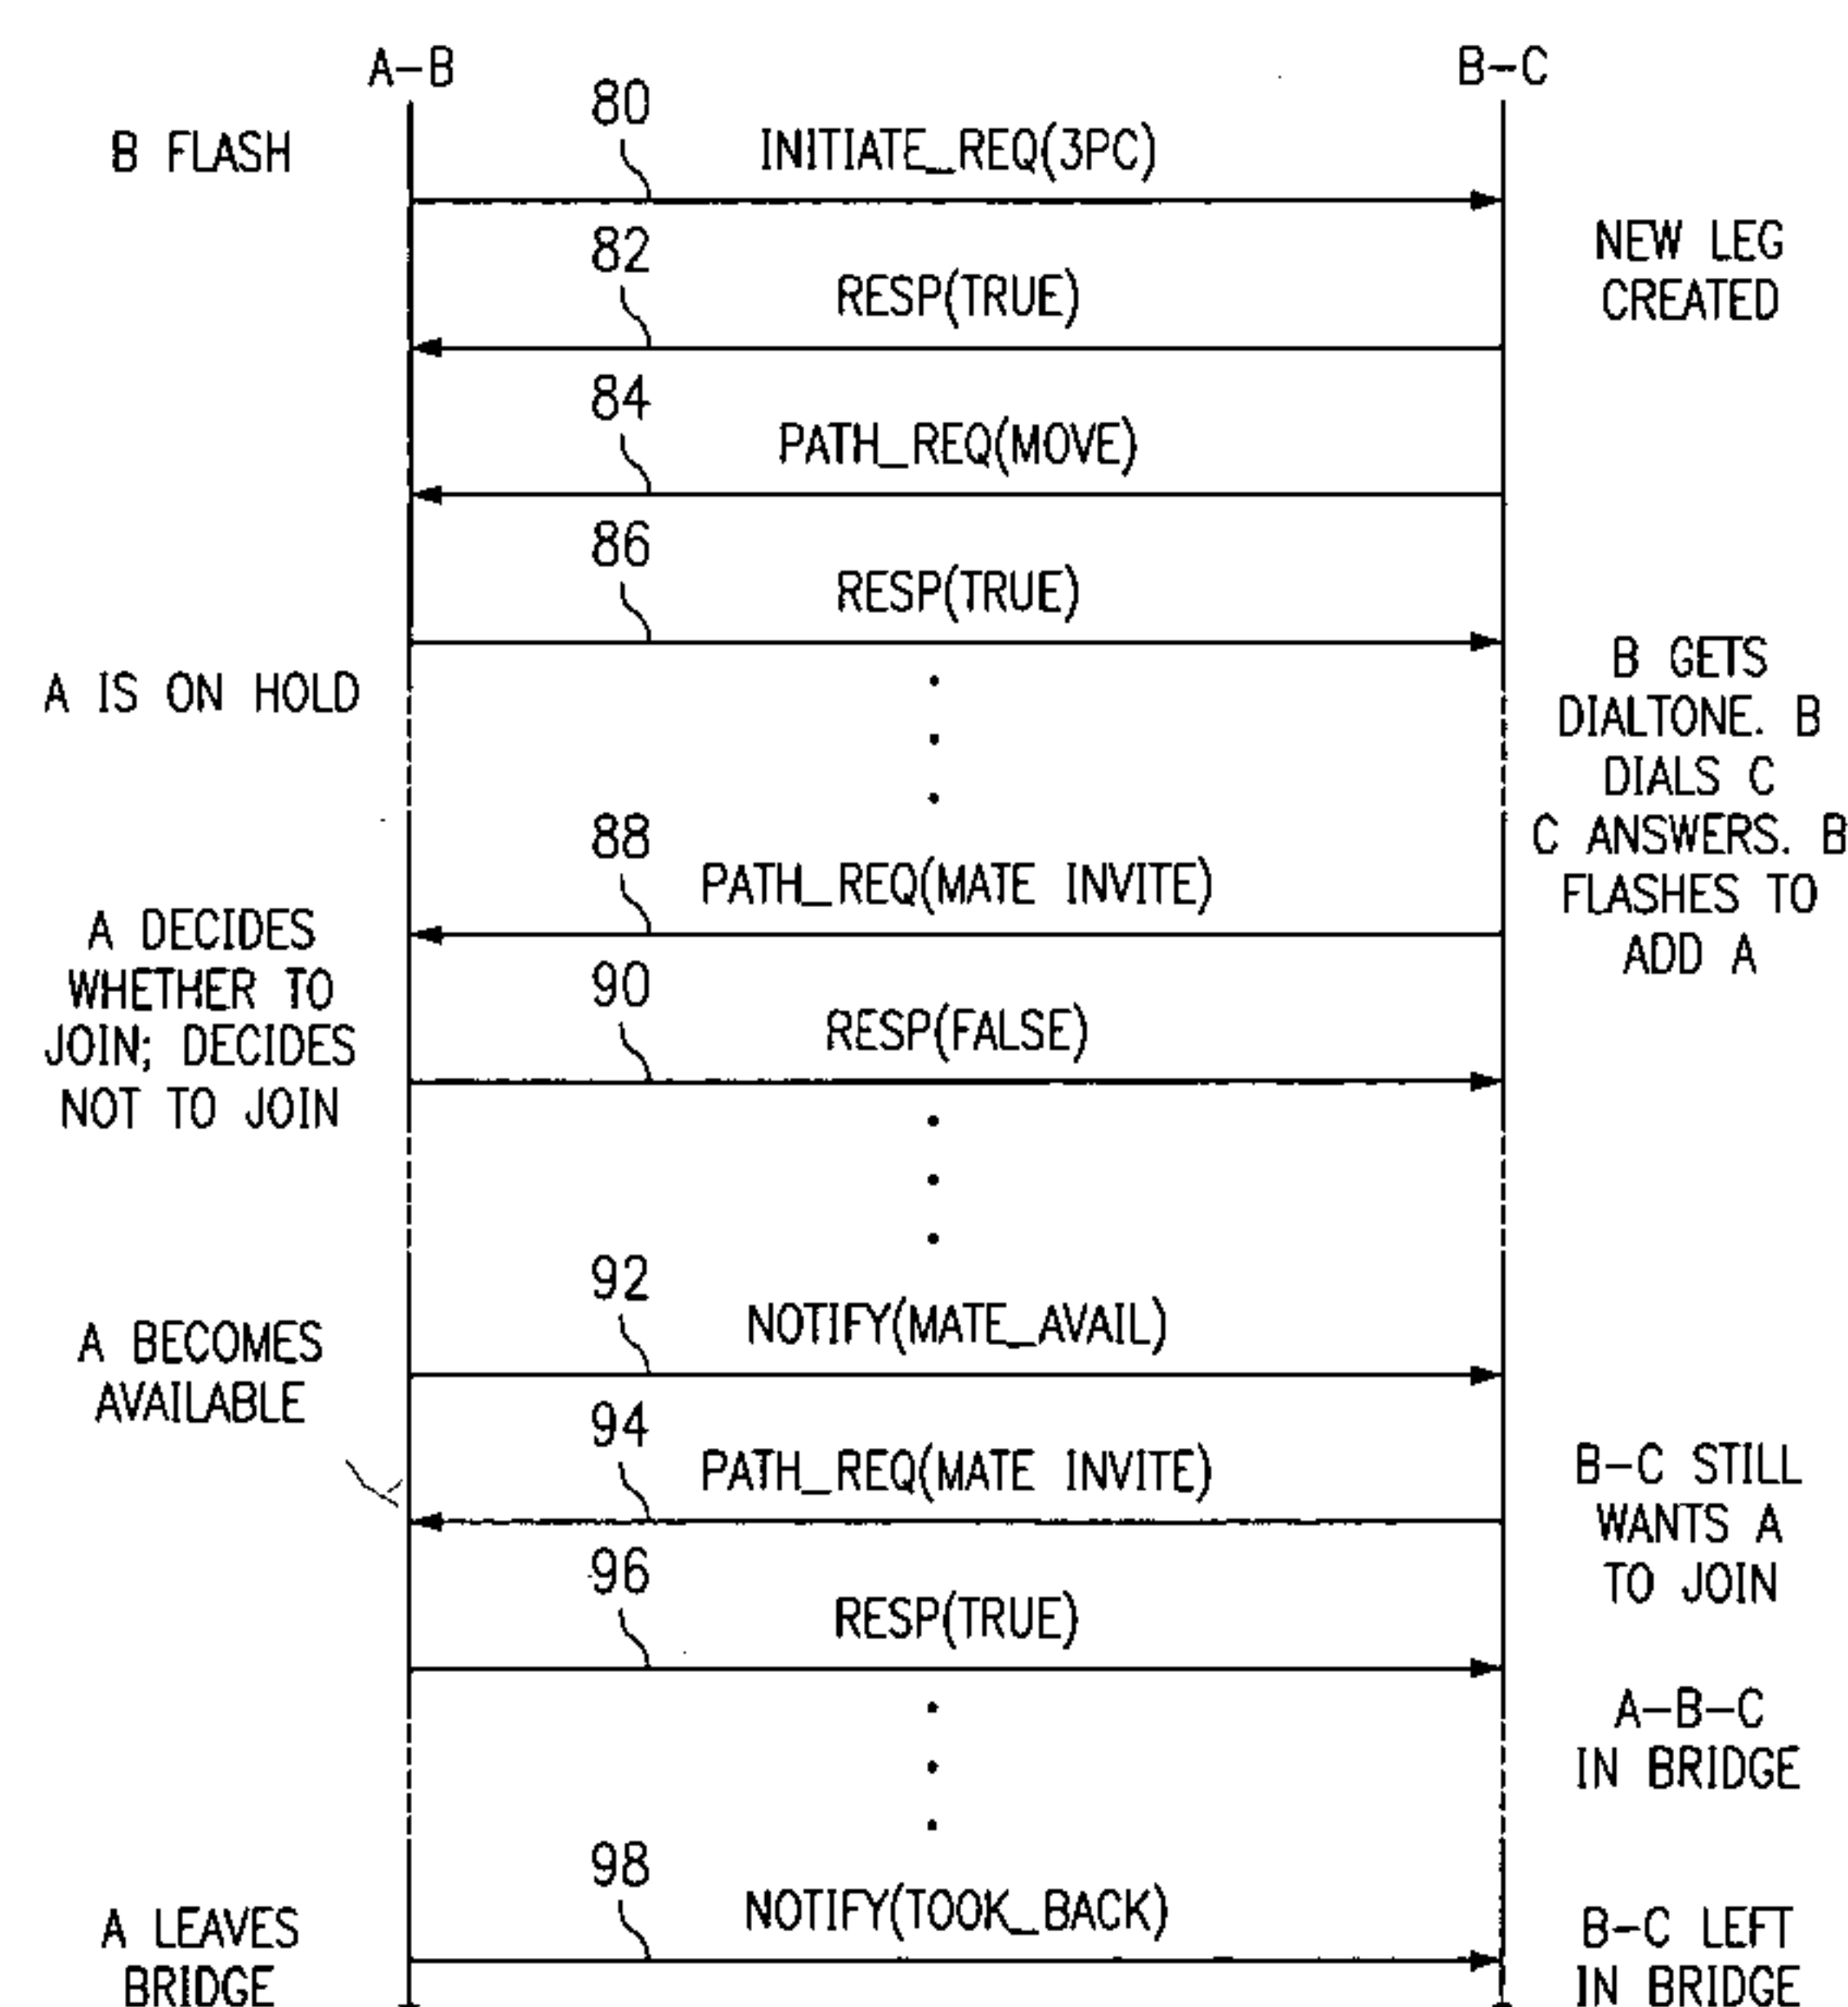 A-B
B-C
80
B FLASH
INITIATE_REQ(3PC)
82
NEW LEG
CREATED
RESP(TRUE)
84
PATH_REQ(MOVE)
86
RESP(TRUE)
A IS ON HOLD
B GETS
DIALTONE. B
DIALS C
C ANSWERS. B
FLASHES TO
ADD A
88
PATH_REQ(MATE INVITE)
A DECIDES
WHETHER TO
JOIN; DECIDES
NOT TO JOIN
90
RESP(FALSE)
92
NOTIFY(MATE_AVAIL)
A BECOMES
AVAILABLE
94
PATH_REQ(MATE INVITE)
B-C STILL
WANTS A
TO JOIN
96
RESP(TRUE)
A-B-C
IN BRIDGE
98
NOTIFY(TOOK_BACK)
A LEAVES
BRIDGE
B-C LEFT
IN BRIDGE